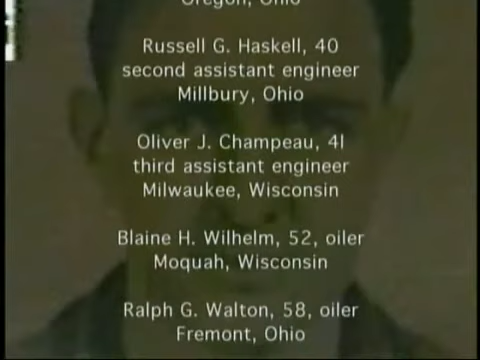 Oregon, Ohio
Russell G. Haskell, 40
second assistant engineer
Millbury, Ohio
Oliver J. Champeau, 41
third assistant engineer
Milwaukee, Wisconsin
Blaine H. Wilhelm, 52, oiler
Moquah, Wisconsin
Ralph G. Walton, 58, oiler
Fremont, Ohio